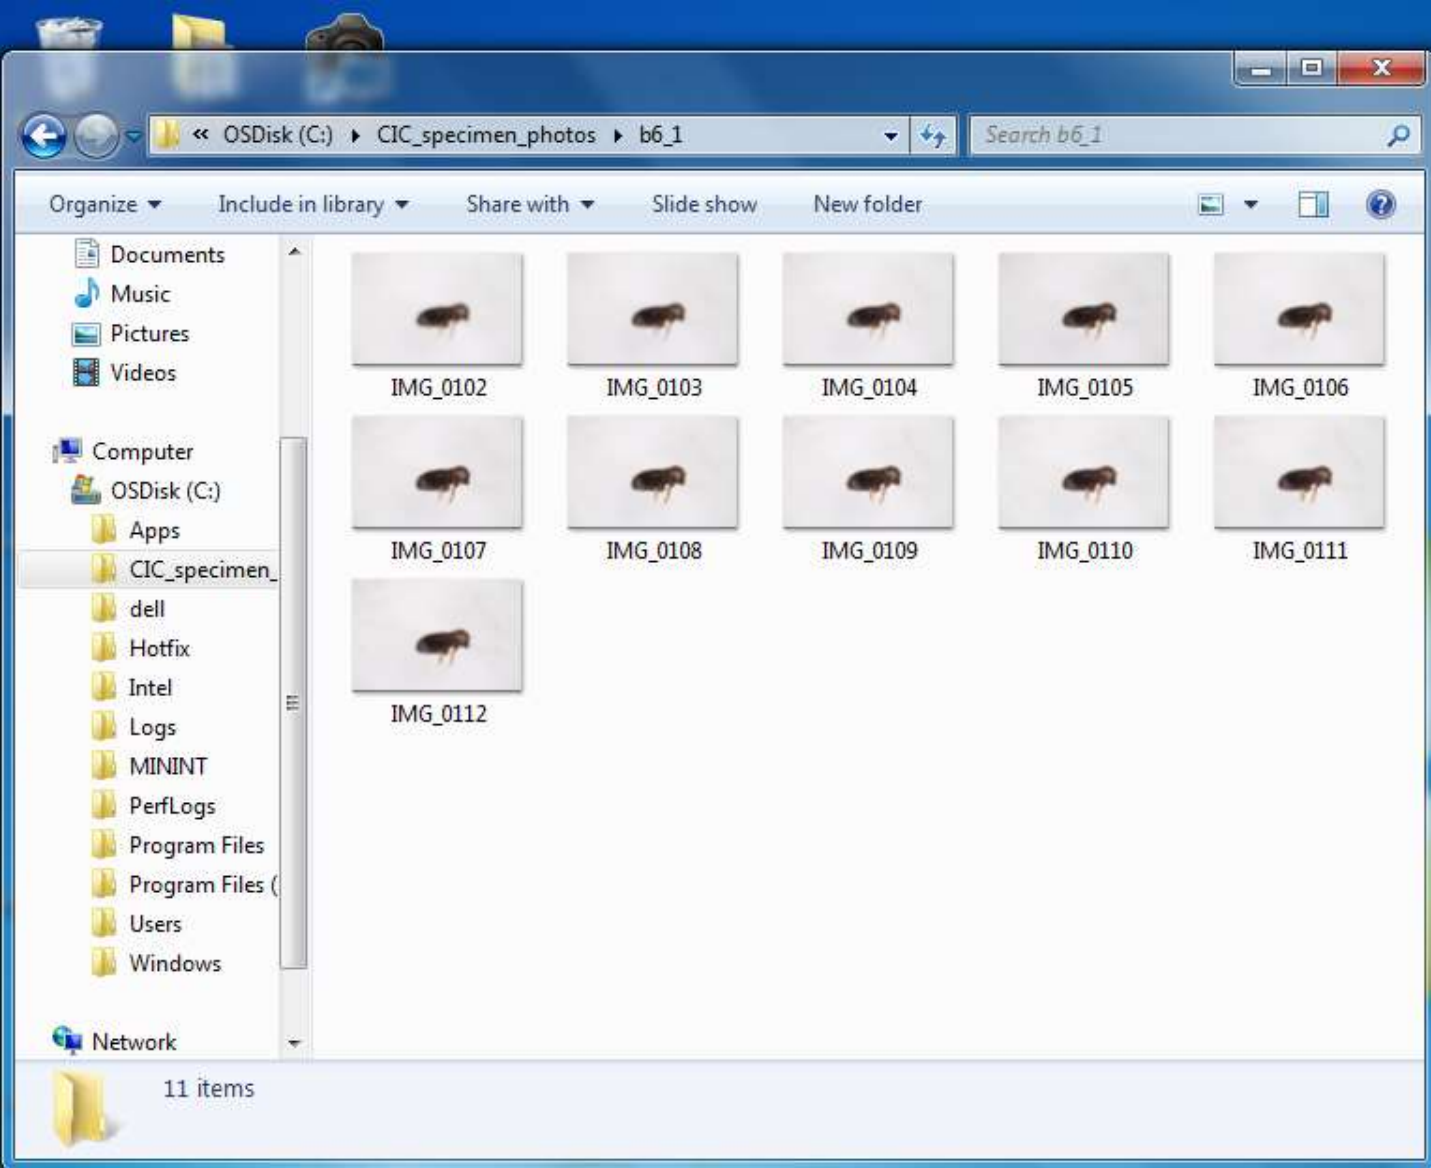 « OSDisk (C:) ▸ CIC_specimen_photos ▸ b6_1
Search b6_1
Organize Include in library Share with Slide show New folder
Documents
Music
Pictures
Videos
Computer
OSDisk (C:)
Apps
CIC_specimen_
dell
Hotfix
Intel
Logs
MININT
PerfLogs
Program Files
Program Files (
Users
Windows
Network
IMG_0102 IMG_0103 IMG_0104 IMG_0105 IMG_0106
IMG_0107 IMG_0108 IMG_0109 IMG_0110 IMG_0111
IMG_0112
11 items